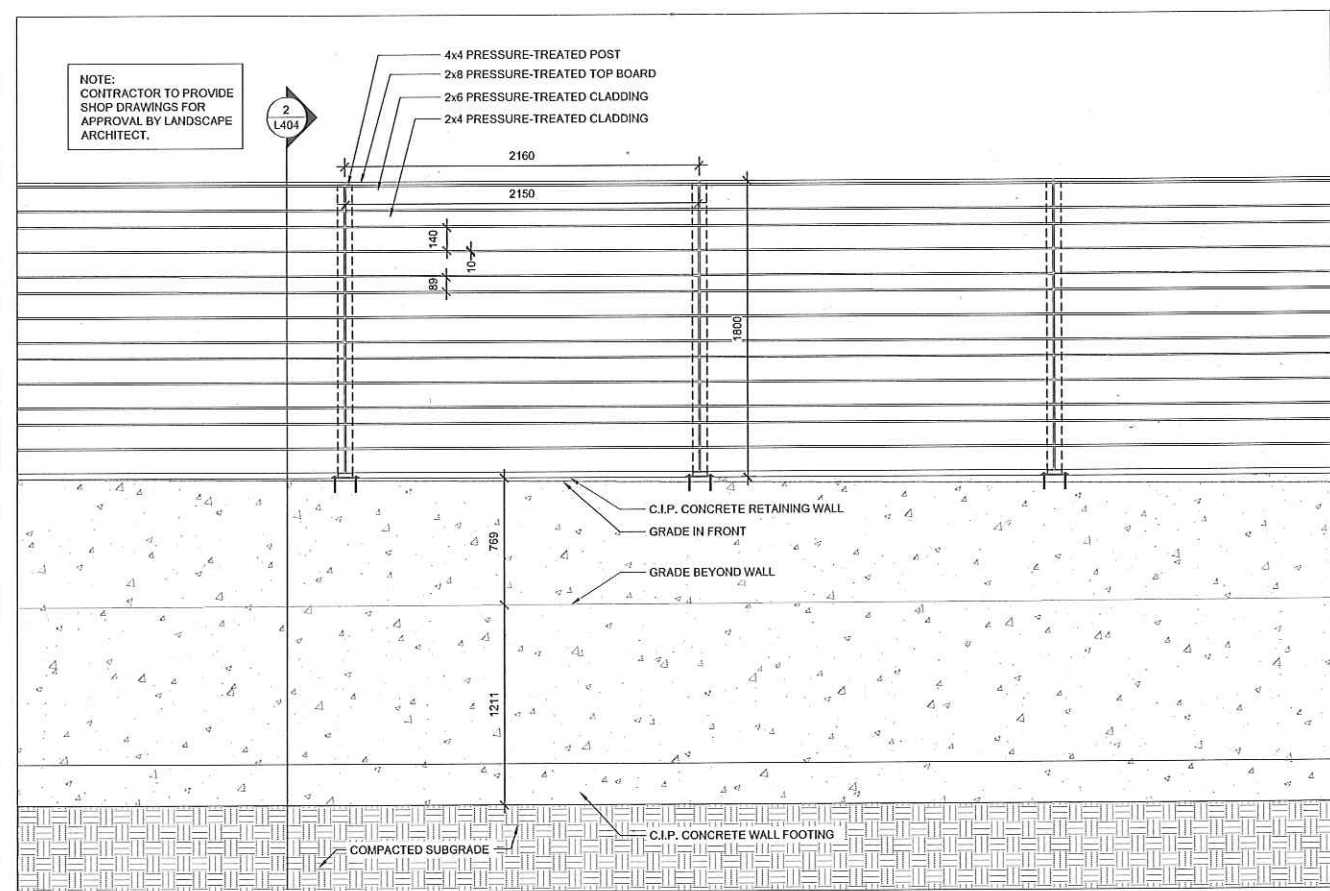 NOTE:
CONTRACTOR TO PROVIDE
SHOP DRAWINGS FOR
APPROVAL BY LANDSCAPE
ARCHITECT.
2
L404
4x4 PRESSURE-TREATED POST
2x8 PRESSURE-TREATED TOP BOARD
2x6 PRESSURE-TREATED CLADDING
2x4 PRESSURE-TREATED CLADDING
2160
2150
140
10
89
1800
C.I.P. CONCRETE RETAINING WALL
GRADE IN FRONT
769
GRADE BEYOND WALL
1211
C.I.P. CONCRETE WALL FOOTING
COMPACTED SUBGRADE